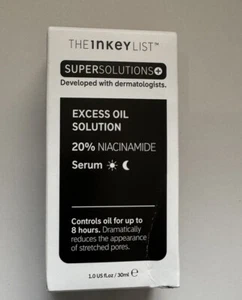 THE INKEY LIST™
SUPERSOLUTIONS+
Developed with dermatologists.
EXCESS OIL
SOLUTION
20% NIACINAMIDE
Serum
Controls oil for up to
8 hours. Dramatically
reduces the appearance
of stretched pores.
1.0 US fl.oz / 30ml e